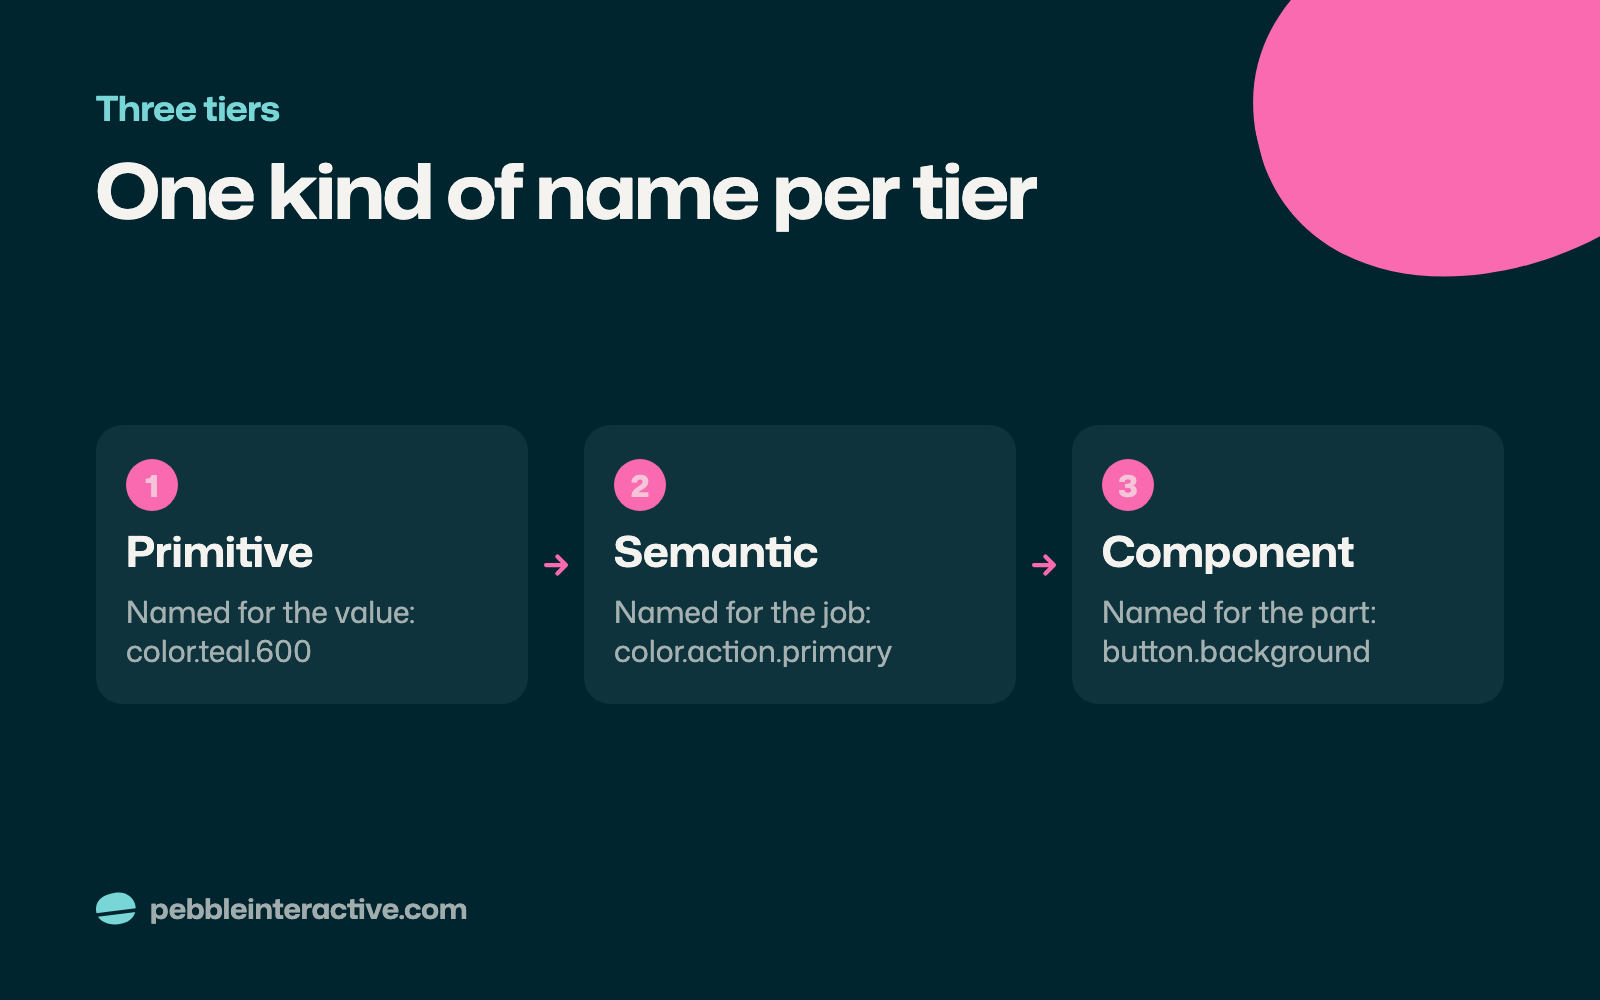 Three tiers
One kind of name per tier
1
Primitive
Named for the value:
color.teal.600
2
Semantic
Named for the job:
color.action.primary
3
Component
Named for the part:
button.background
pebbleinteractive.com